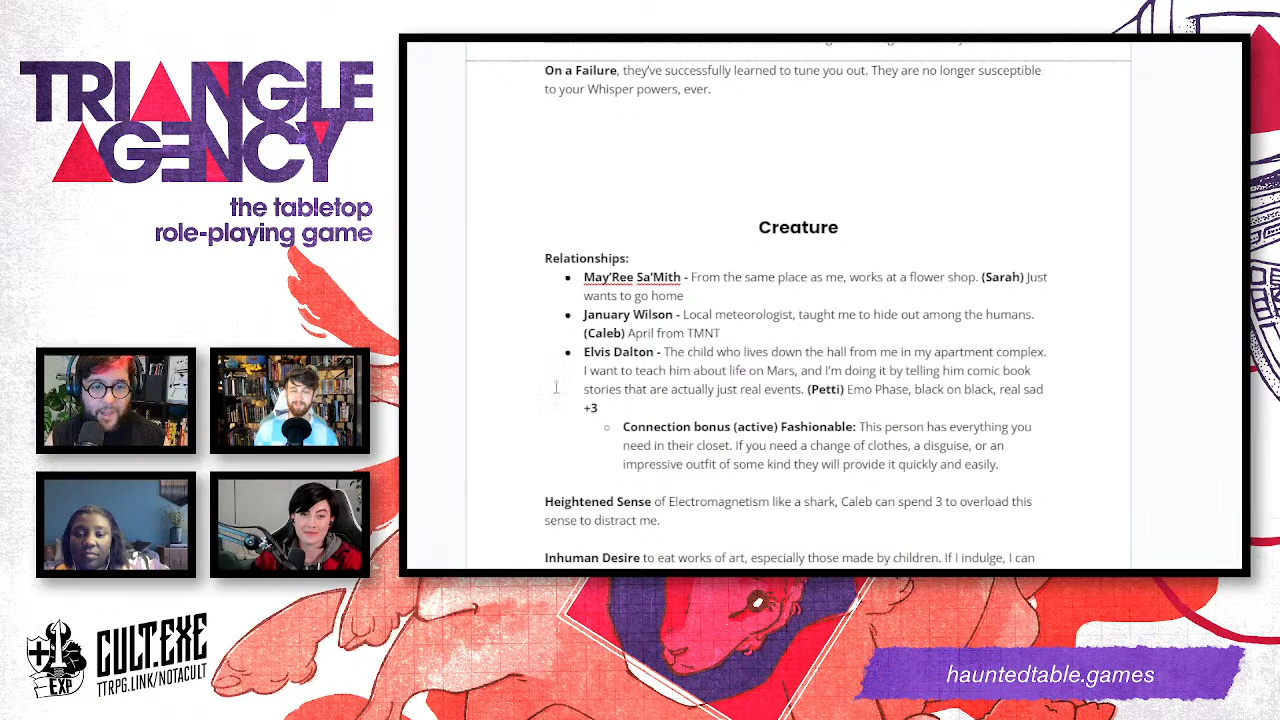 TRIANGLE
AGENCY
the tabletop
role-playing game
On a Failure, they've successfully learned to tune you out. They are no longer susceptible
to your Whisper powers, ever.
Creature
Relationships:
● May'Ree Sa'Mith - From the same place as me, works at a flower shop. (Sarah) Just
wants to go home
● January Wilson - Local meteorologist, taught me to hide out among the humans.
(Caleb) April from TMNT
● Elvis Dalton - The child who lives down the hall from me in my apartment complex.
I want to teach him about life on Mars, and I'm doing it by telling him comic book
stories that are actually just real events. (Petti) Emo Phase, black on black, real sad
+3
○ Connection bonus (active) Fashionable: This person has everything you
need in their closet. If you need a change of clothes, a disguise, or an
impressive outfit of some kind they will provide it quickly and easily.
Heightened Sense of Electromagnetism like a shark, Caleb can spend 3 to overload this
sense to distract me.
Inhuman Desire to eat works of art, especially those made by children. If I indulge, I can
EXP
CULT.EXE
TTRPG.LINK/NOTACULT
hauntedtable.games